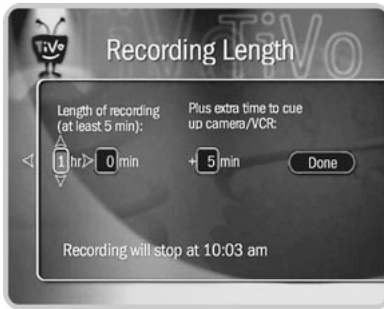 TiVo
Recording Length
Length of recording
(at least 5 min):
Plus extra time to cue
up camera/VCR:
1 hr 0 min
+ 5 min
Done
Recording will stop at 10:03 am